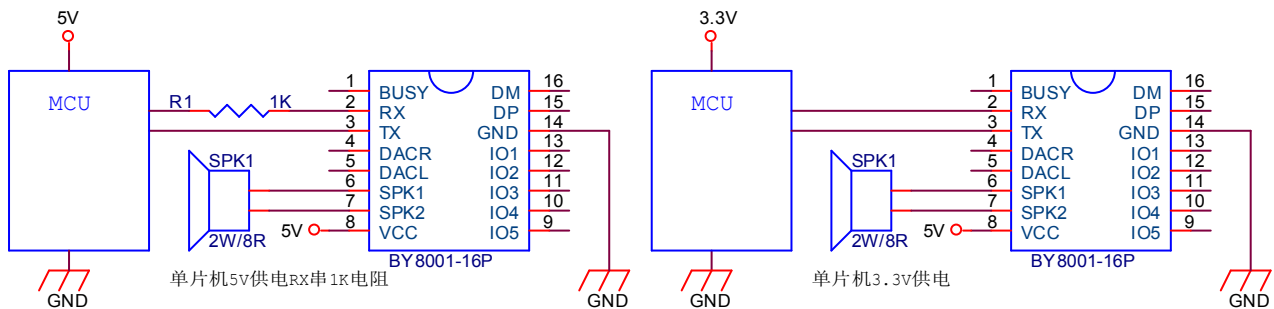 5V
MCU
R1 1K
1 BUSY DM 16
2 RX DP 15
3 TX GND 14
4 DACR IO1 13
5 DACL IO2 12
6 SPK1 IO3 11
7 SPK2 IO4 10
8 VCC IO5 9
SPK1
2W/8R
5V
BY8001-16P
GND
GND
单片机5V供电RX串1K电阻
3.3V
MCU
1 BUSY DM 16
2 RX DP 15
3 TX GND 14
4 DACR IO1 13
5 DACL IO2 12
6 SPK1 IO3 11
7 SPK2 IO4 10
8 VCC IO5 9
SPK1
2W/8R
5V
BY8001-16P
GND
GND
单片机3.3V供电